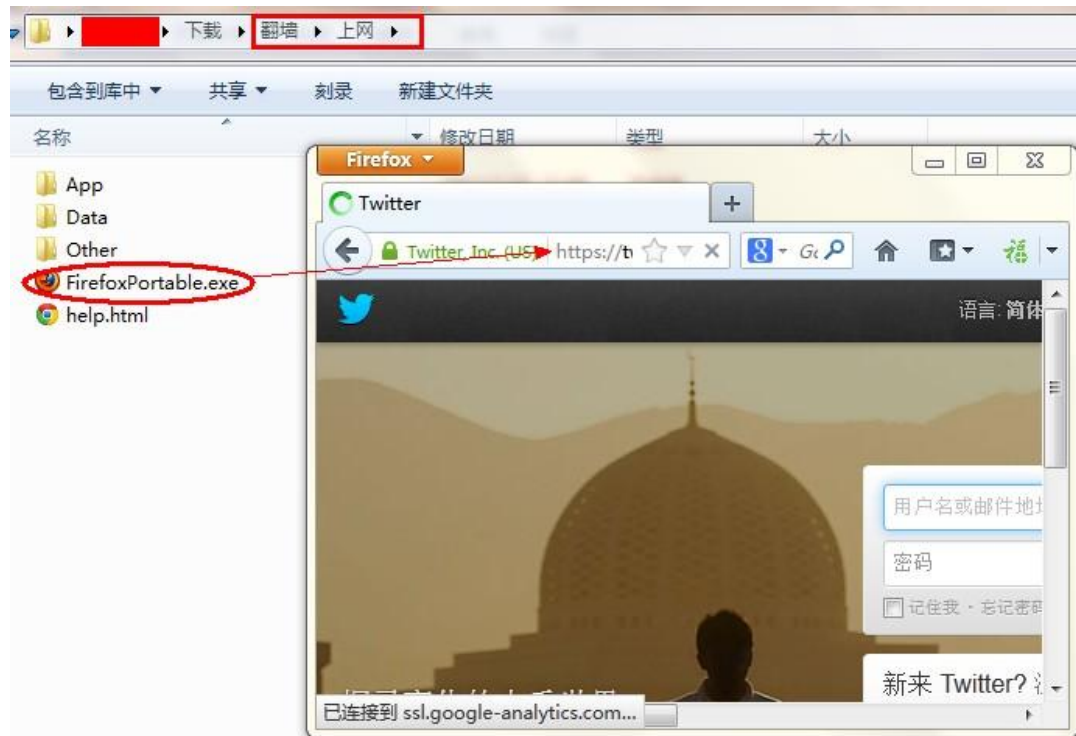 下载 翻墙 上网
包含到库中 共享 刻录 新建文件夹
名称 修改日期 类型 大小
App
Data
Other
FirefoxPortable.exe
help.html
Firefox
Twitter
Twitter, Inc. (US) https://tw
语言: 简体
用户名或邮件地址
密码
记住我 · 忘记密码
新来 Twitter?
已连接到 ssl.google-analytics.com...
福